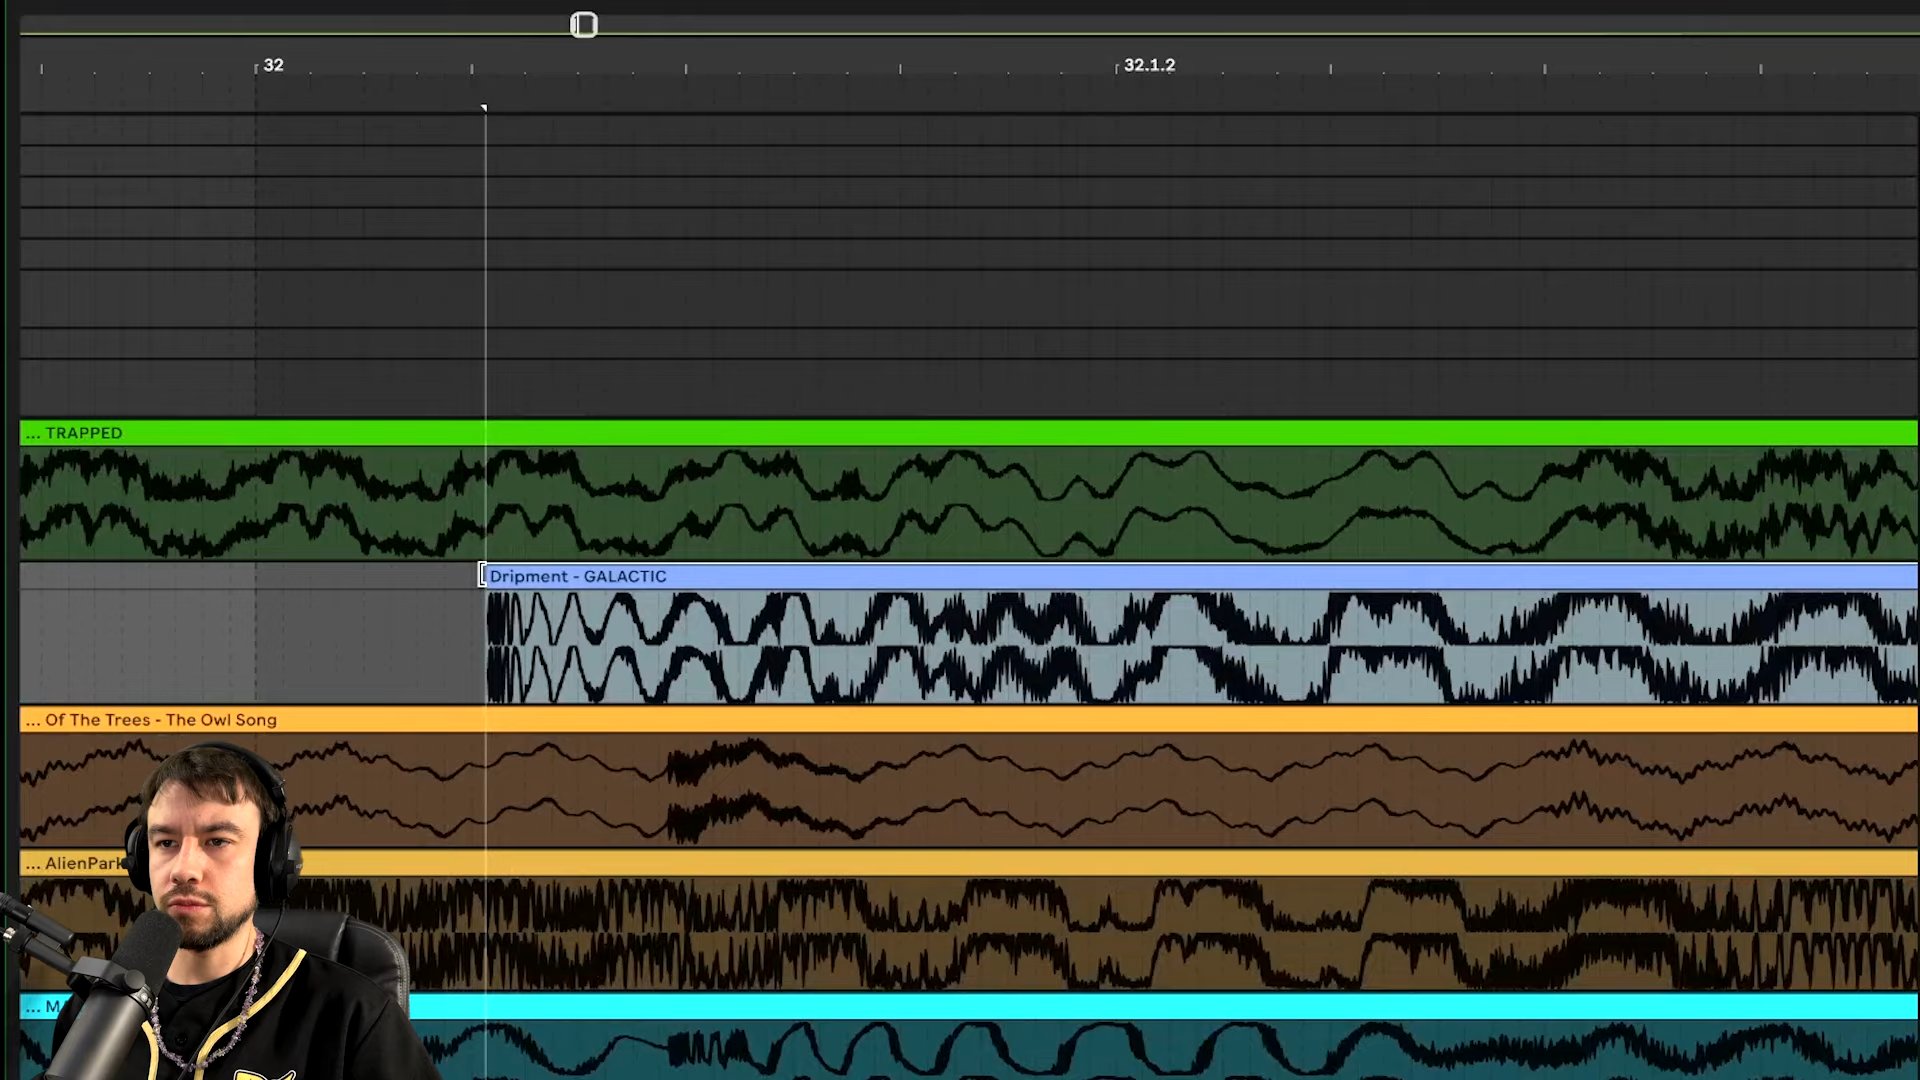 32
32.1.2
... TRAPPED
Dripment - GALACTIC
... Of The Trees - The Owl Song
... AlienPark
... M